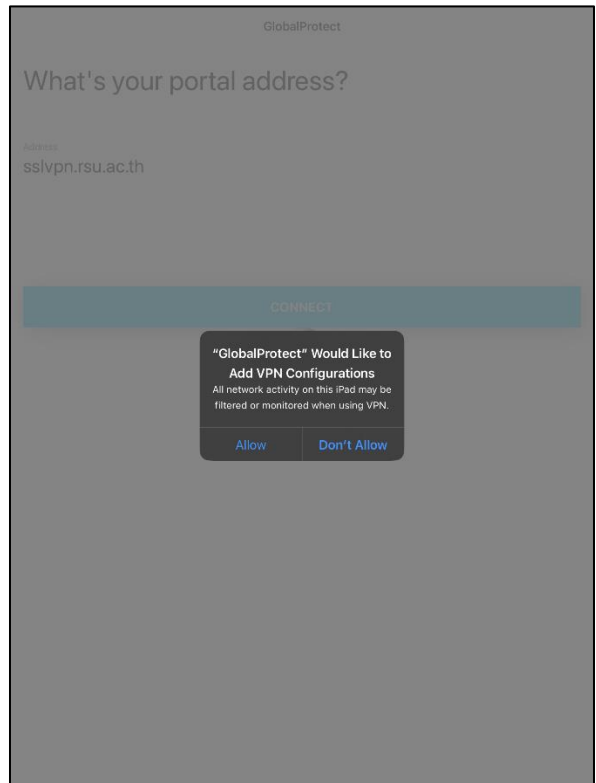 GlobalProtect
What's your portal address?
Address
sslvpn.rsu.ac.th
CONNECT
“GlobalProtect” Would Like to
Add VPN Configurations
All network activity on this iPad may be
filtered or monitored when using VPN.
Allow Don't Allow